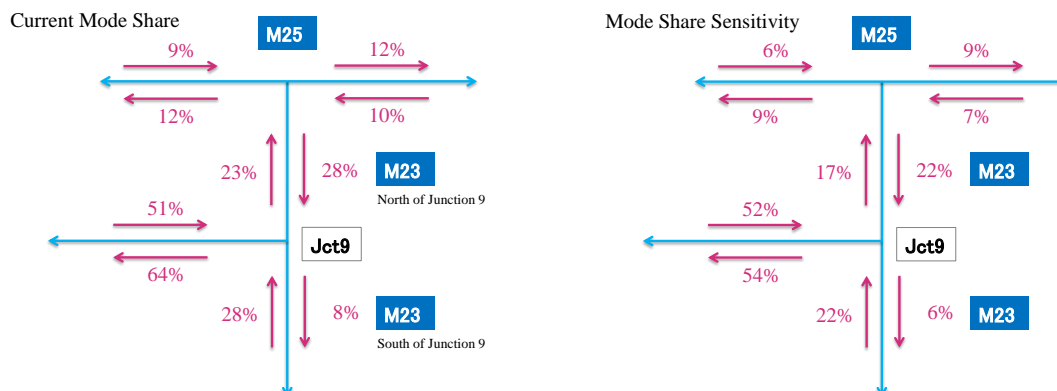 Current Mode Share
M25
9%
12%
12%
10%
23%
28%
M23
North of Junction 9
51%
Jct9
64%
28%
8%
M23
South of Junction 9
Mode Share Sensitivity
M25
6%
9%
9%
7%
17%
22%
M23
52%
Jct9
54%
22%
6%
M23